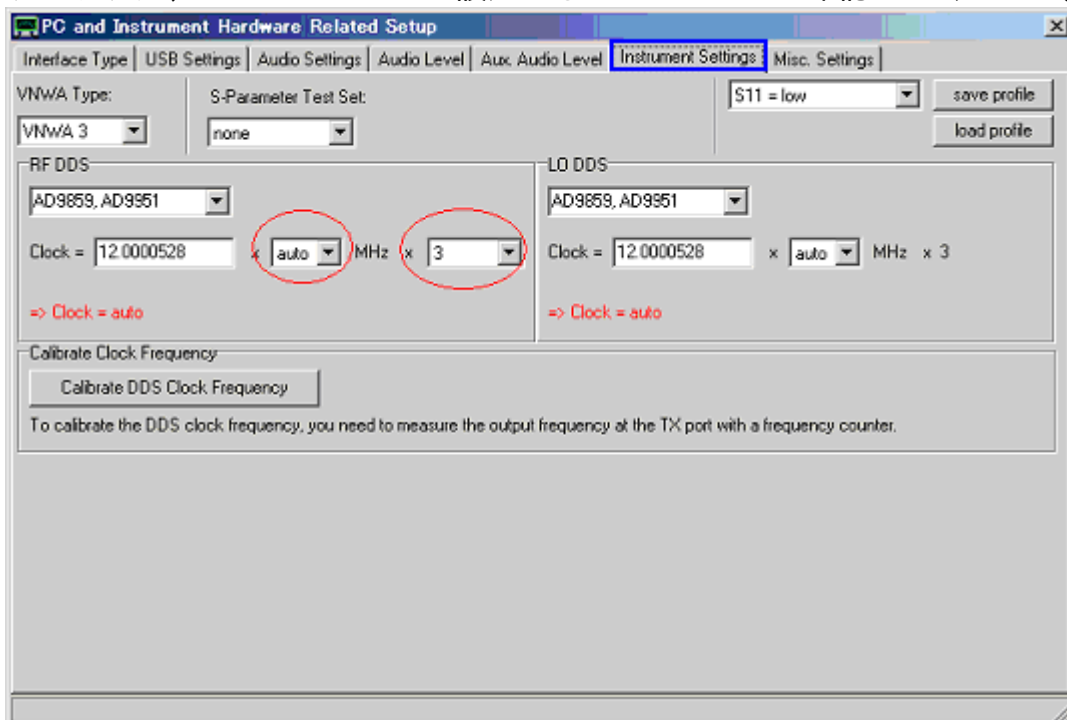 PC and Instrument Hardware Related Setup
Interface Type USB Settings Audio Settings Audio Level Aux. Audio Level Instrument Settings Misc. Settings
VNWA Type: S-Parameter Test Set: S11 = low save profile
VNWA 3 none load profile
RF DDS LO DDS
AD9859, AD9951 AD9859, AD9951
Clock = 12.0000528 x auto MHz x 3 Clock = 12.0000528 x auto MHz x 3
=> Clock = auto => Clock = auto
Calibrate Clock Frequency
Calibrate DDS Clock Frequency
To calibrate the DDS clock frequency, you need to measure the output frequency at the TX port with a frequency counter.